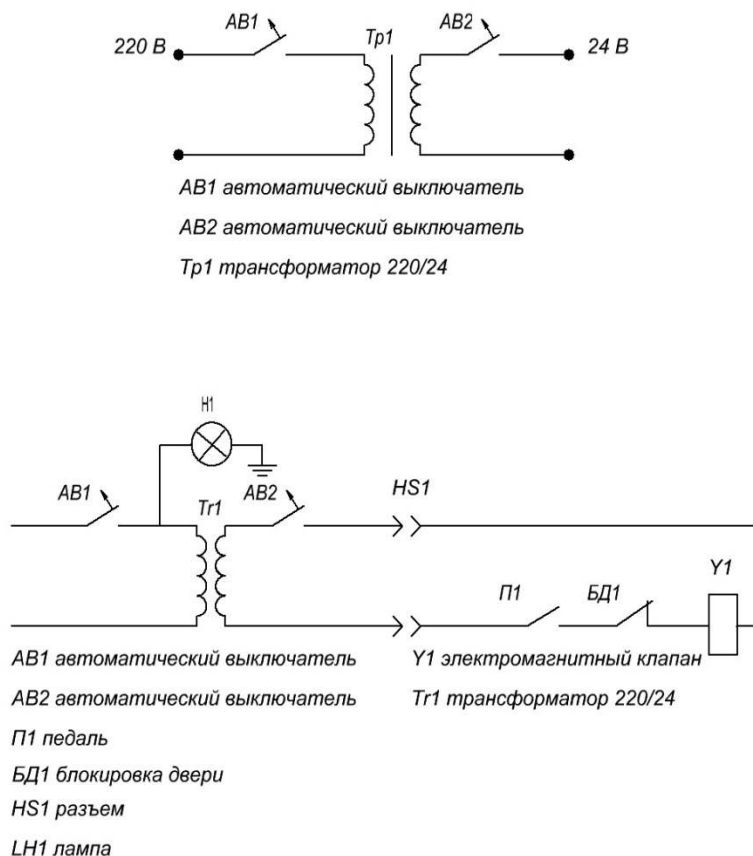 АВ1
Тр1
АВ2
220 В
24 В
АВ1 автоматический выключатель
АВ2 автоматический выключатель
Тр1 трансформатор 220/24
Н1
АВ1
Tr1
АВ2
HS1
П1
БД1
Y1
АВ1 автоматический выключатель
Y1 электромагнитный клапан
АВ2 автоматический выключатель
Tr1 трансформатор 220/24
П1 педаль
БД1 блокировка двери
HS1 разъем
LH1 лампа